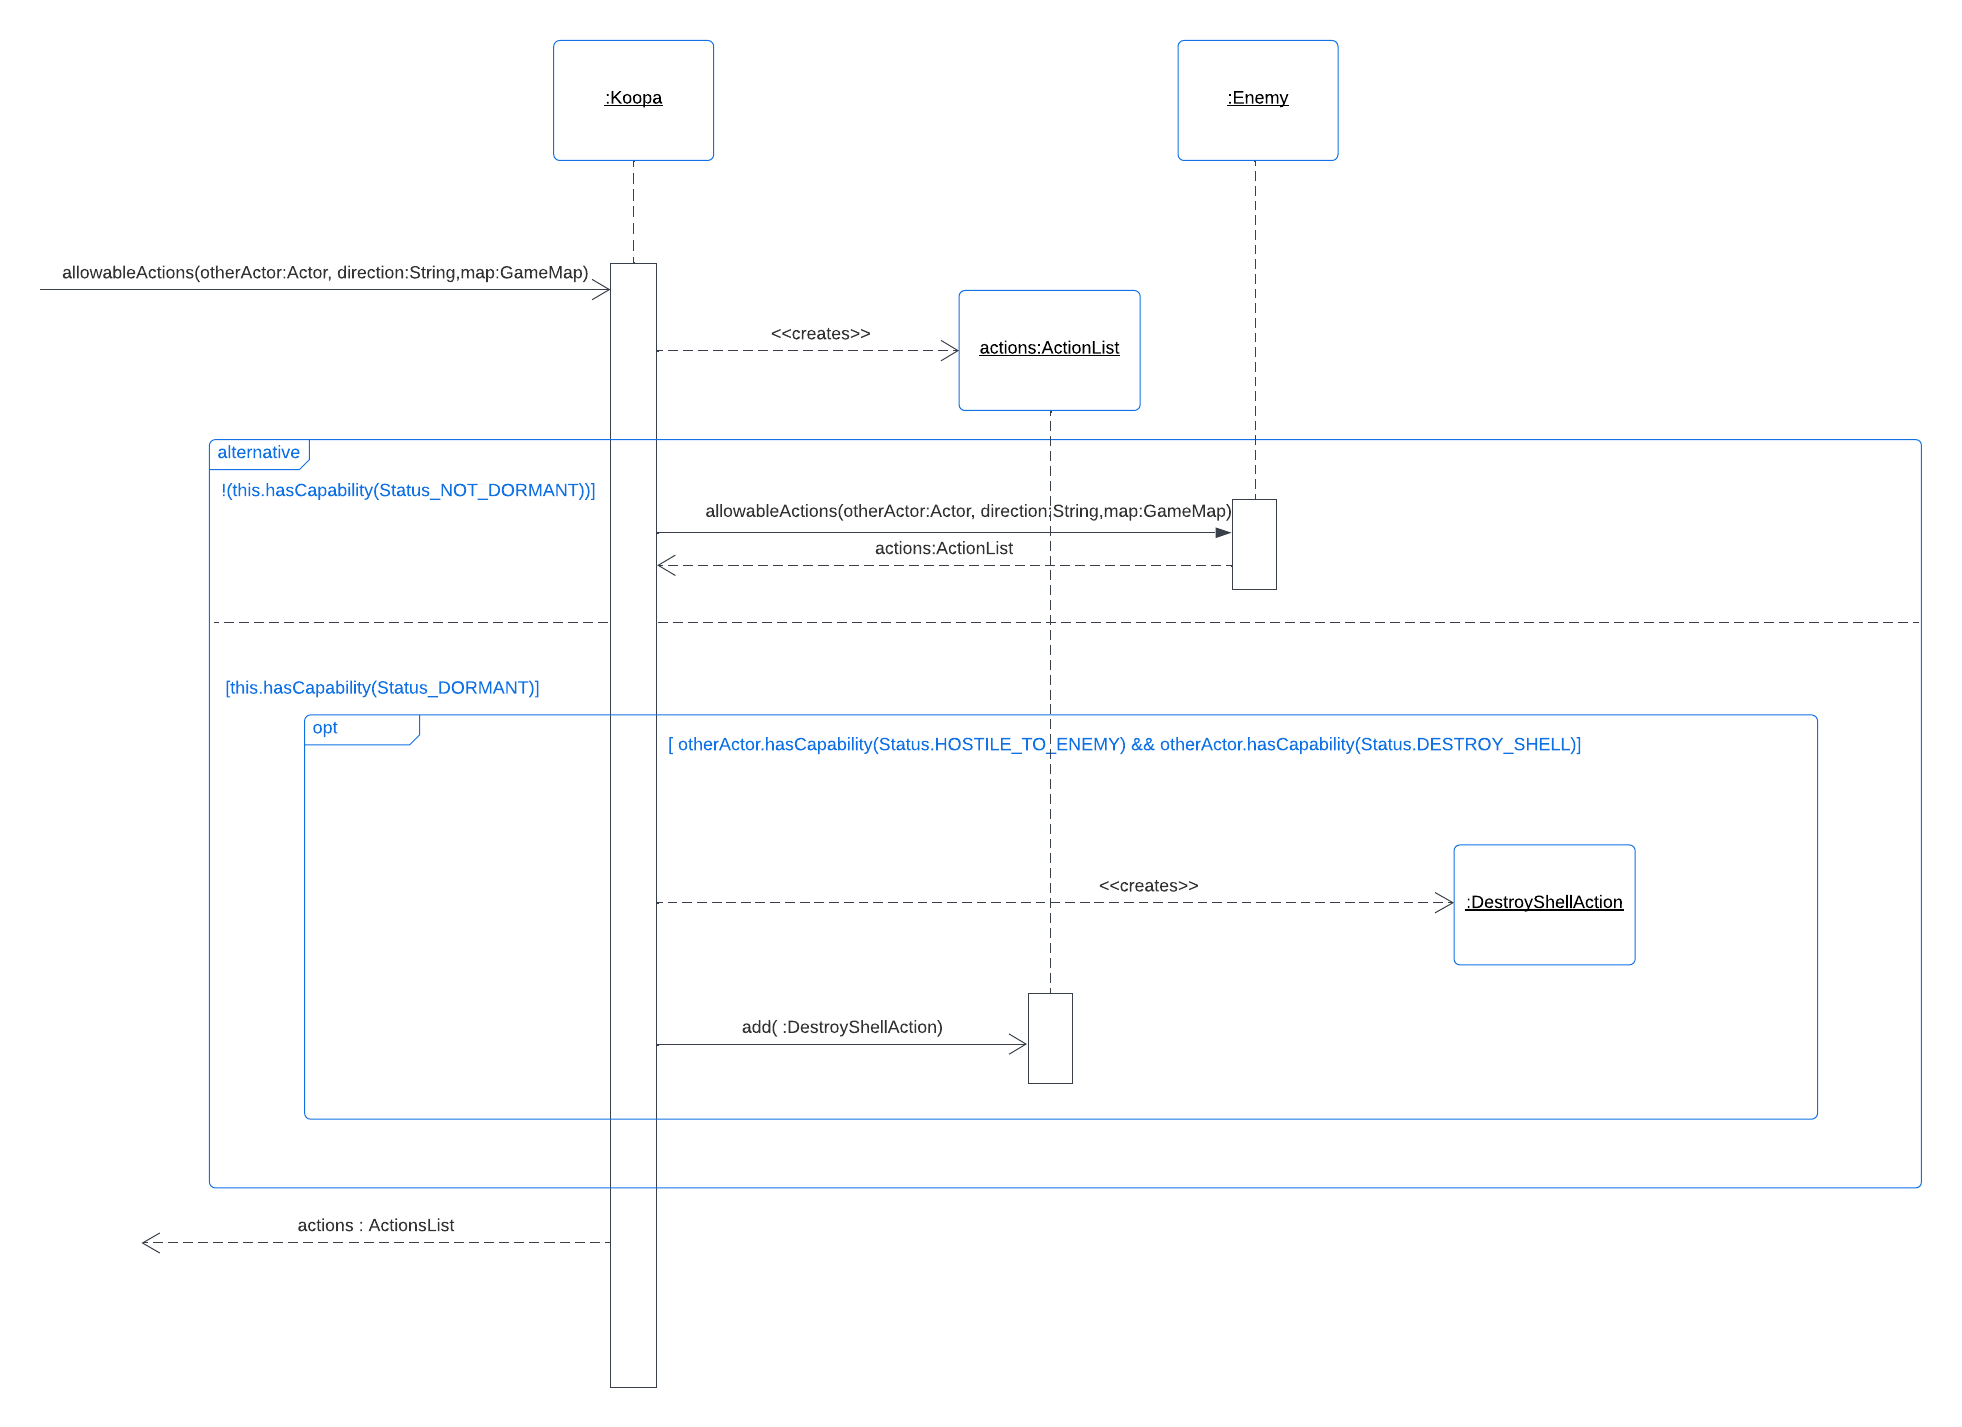 :Koopa
:Enemy
allowableActions(otherActor:Actor, direction:String,map:GameMap)
<<creates>>
actions:ActionList
alternative
!(this.hasCapability(Status_NOT_DORMANT))]
allowableActions(otherActor:Actor, direction:String,map:GameMap)
actions:ActionList
[this.hasCapability(Status_DORMANT)]
opt
[ otherActor.hasCapability(Status.HOSTILE_TO_ENEMY) && otherActor.hasCapability(Status.DESTROY_SHELL)]
<<creates>>
:DestroyShellAction
add( :DestroyShellAction)
actions : ActionsList